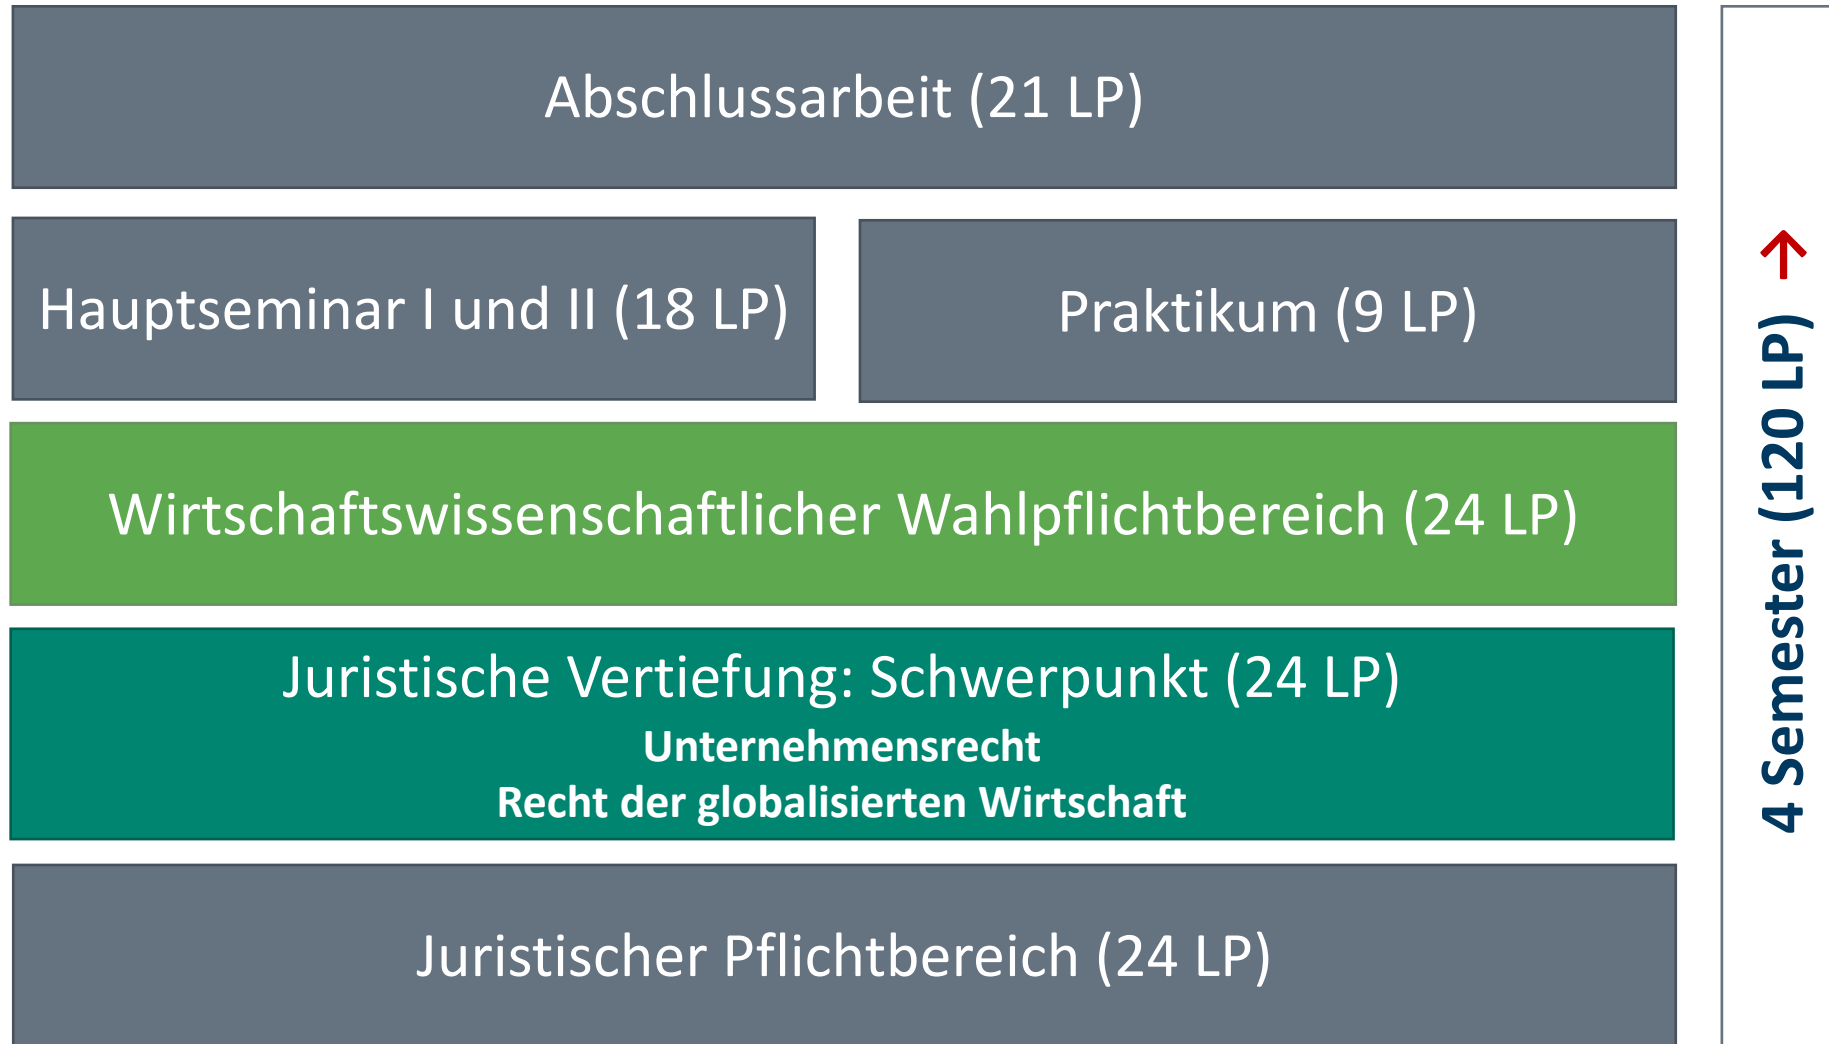 Abschlussarbeit (21 LP)
Hauptseminar I und II (18 LP)
Praktikum (9 LP)
Wirtschaftswissenschaftlicher Wahlpflichtbereich (24 LP)
Juristische Vertiefung: Schwerpunkt (24 LP)
Unternehmensrecht
Recht der globalisierten Wirtschaft
Juristischer Pflichtbereich (24 LP)
4 Semester (120 LP) →